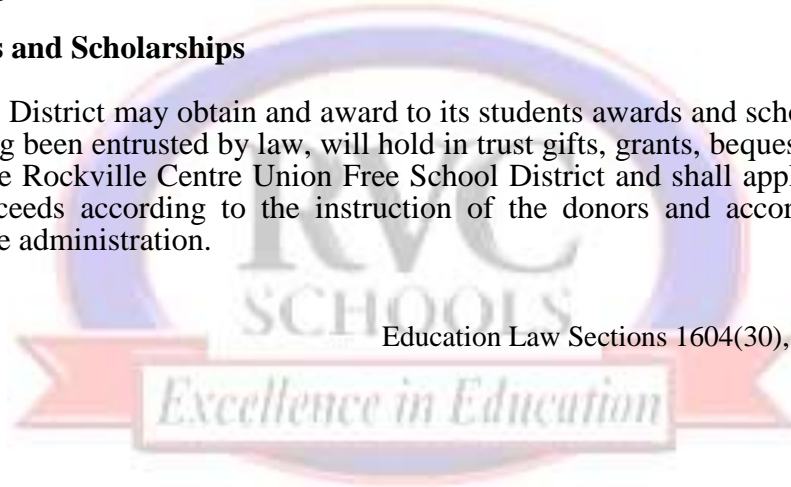 s and Scholarships
District may obtain and award to its students awards and scho
g been entrusted by law, will hold in trust gifts, grants, beques
e Rockville Centre Union Free School District and shall appl
ceeds according to the instruction of the donors and accor
e administration.
RVC
SCHOOLS
Education Law Sections 1604(30),
Excellence in Education